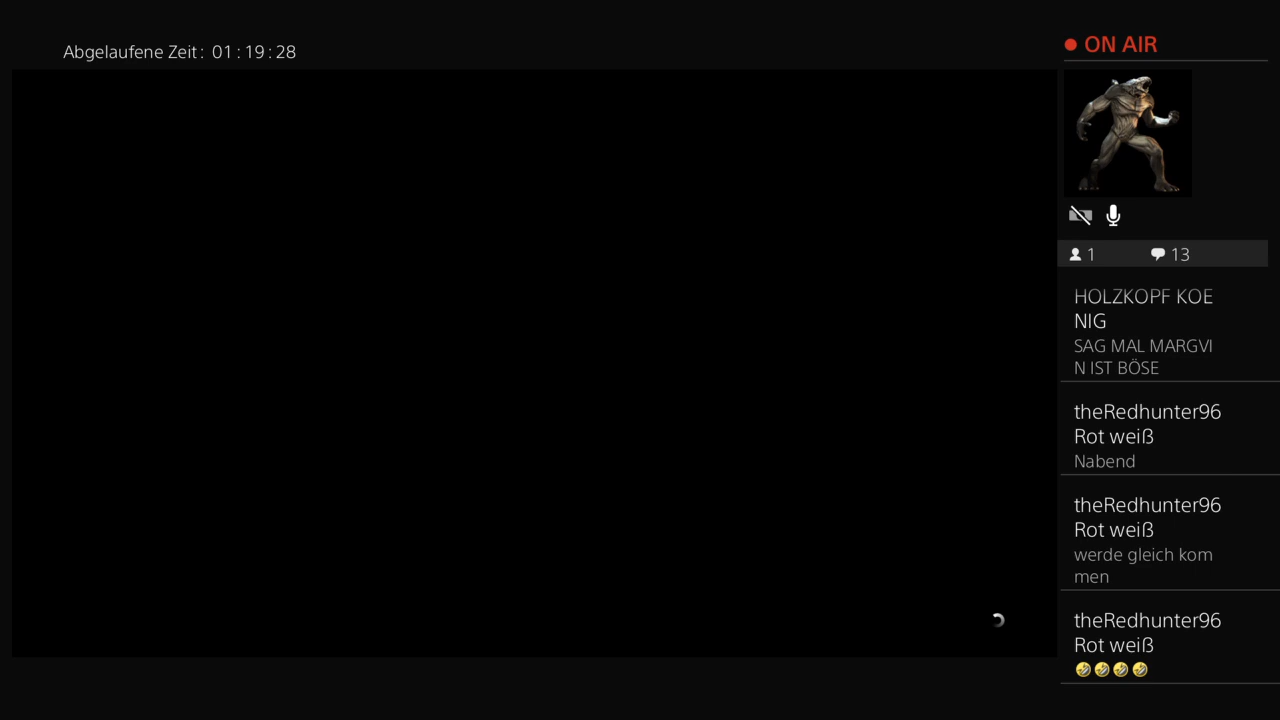 Abgelaufene Zeit: 01:19:28
ON AIR
1 13
HOLZKOPF KOE
NIG
SAG MAL MARGVI
N IST BÖSE
theRedhunter96
Rot weiß
Nabend
theRedhunter96
Rot weiß
werde gleich kom
men
theRedhunter96
Rot weiß
🤣🤣🤣🤣